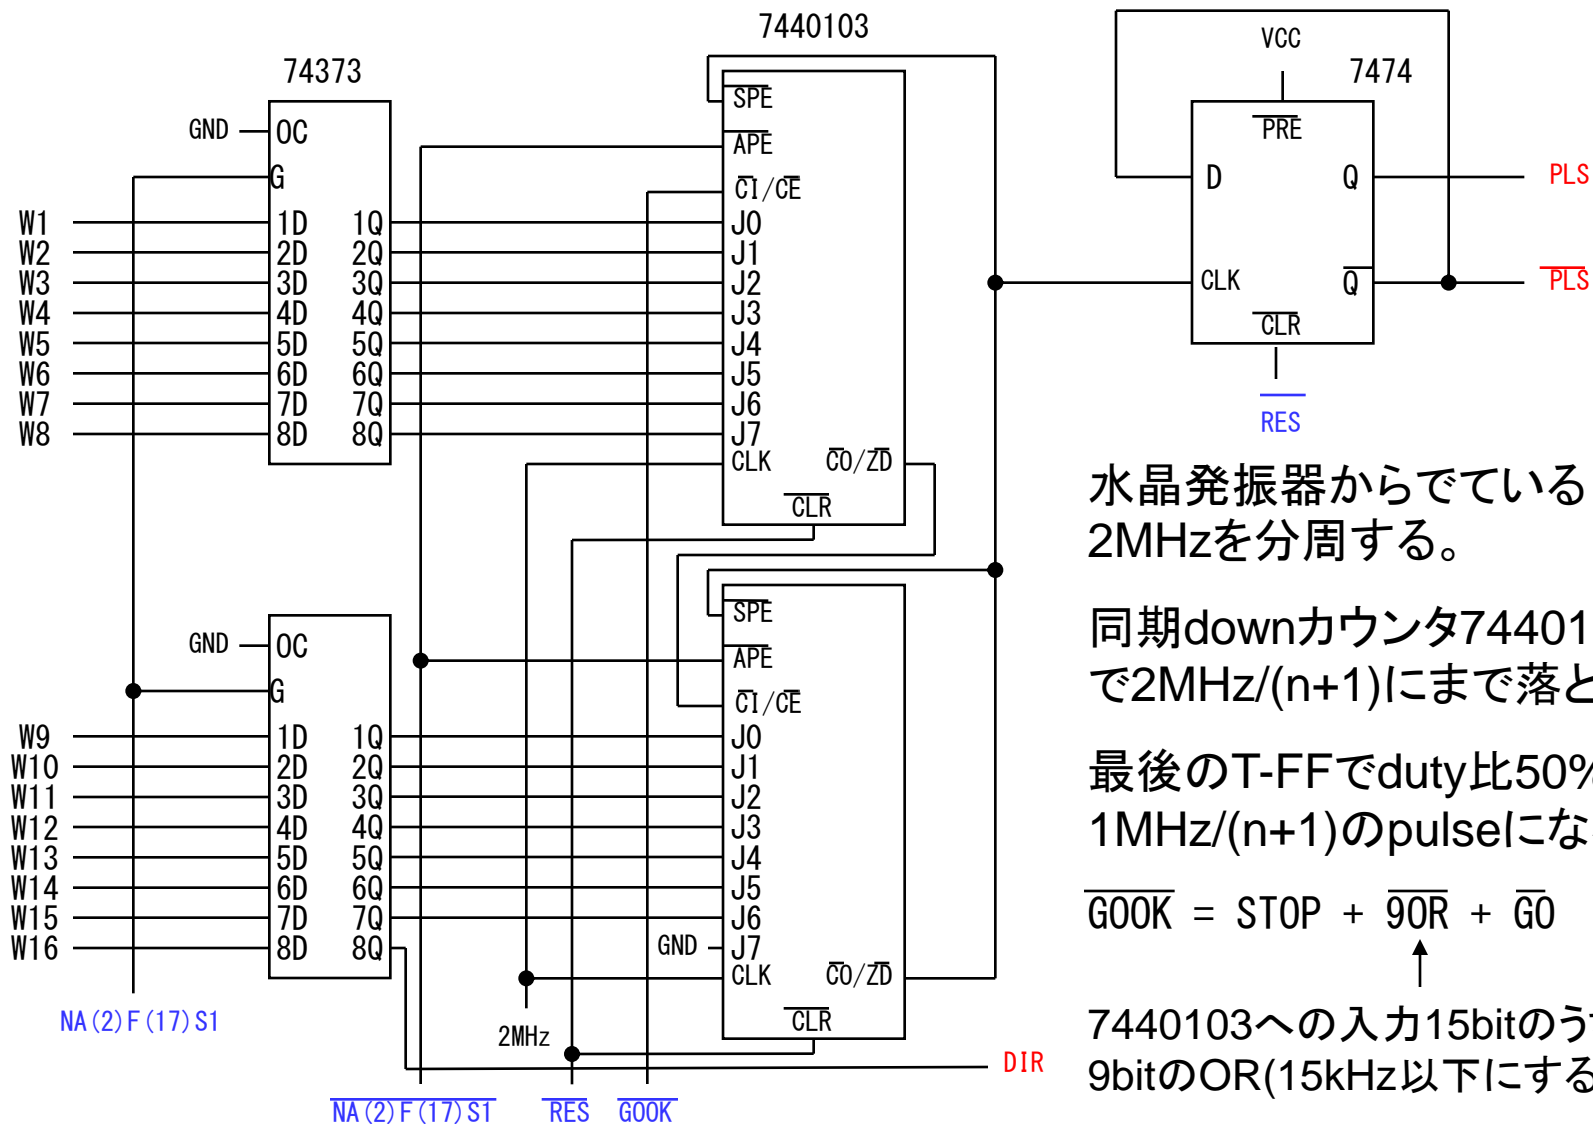 7440103
74373
VCC
7474
GND
OC
G
W1
W2
W3
W4
W5
W6
W7
W8
1D 1Q
2D 2Q
3D 3Q
4D 4Q
5D 5Q
6D 6Q
7D 7Q
8D 8Q
SPE
APE
CI/CE
J0
J1
J2
J3
J4
J5
J6
J7
CLK CO/ZD
CLR
PRE
D Q
CLK Q
CLR
PLS
PLS
RES
水晶発振器からでている
2MHzを分周する。
同期downカウンタ74401
で2MHz/(n+1)にまで落と
最後のT-FFでduty比50%
1MHz/(n+1)のpulseにな
GOOK = STOP + 9OR + GO
7440103への入力15bitのう
9bitのOR(15kHz以下にする
GND
OC
G
W9
W10
W11
W12
W13
W14
W15
W16
1D 1Q
2D 2Q
3D 3Q
4D 4Q
5D 5Q
6D 6Q
7D 7Q
8D 8Q
SPE
APE
CI/CE
J0
J1
J2
J3
J4
J5
J6
GND J7
CLK CO/ZD
CLR
NA(2)F(17)S1
2MHz
DIR
NA(2)F(17)S1
RES
GOOK